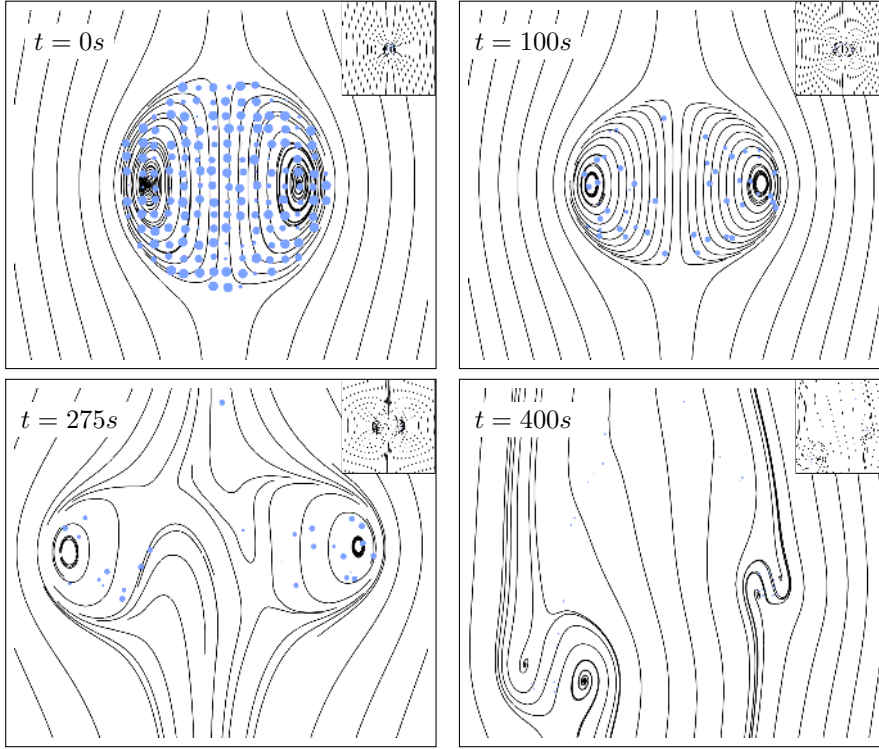 t = 0s
t = 100s
t = 275s
t = 400s